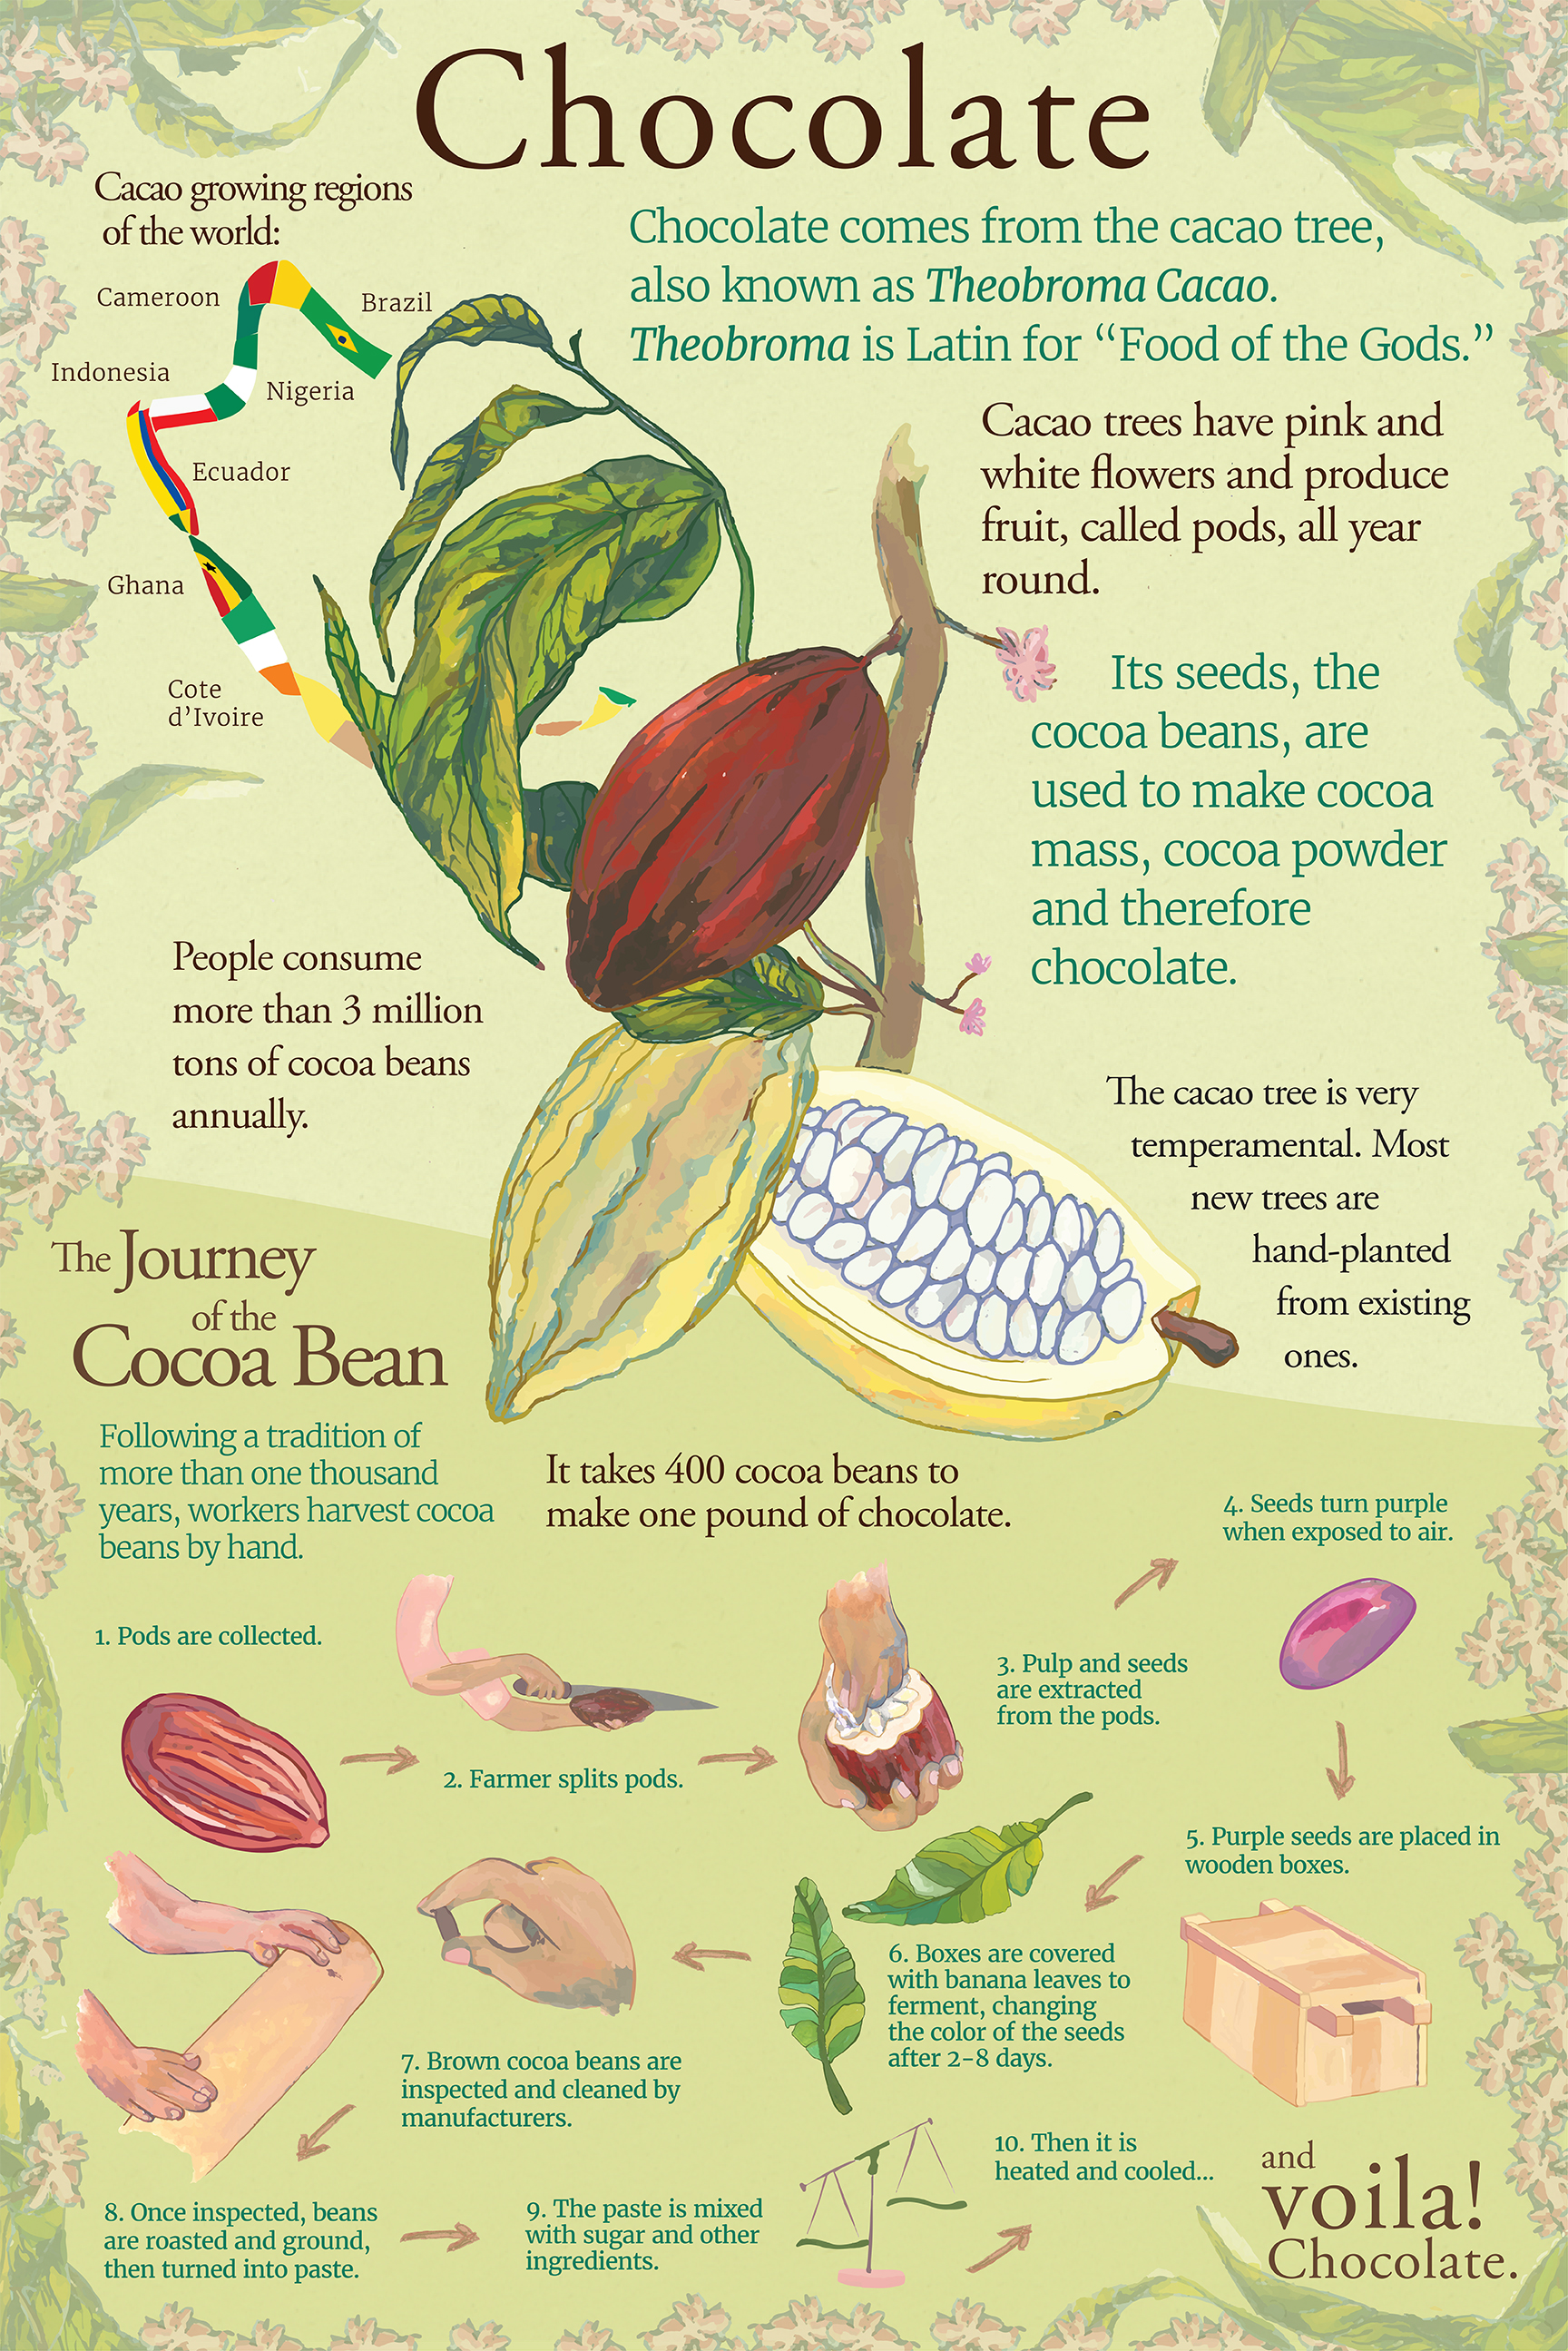 Chocolate
Cacao growing regions
of the world:
Cameroon
Brazil
Indonesia
Nigeria
Ecuador
Ghana
Cote
d'Ivoire
Chocolate comes from the cacao tree,
also known as Theobroma Cacao.
Theobroma is Latin for “Food of the Gods.”
Cacao trees have pink and
white flowers and produce
fruit, called pods, all year
round.
Its seeds, the
cocoa beans, are
used to make cocoa
mass, cocoa powder
and therefore
chocolate.
People consume
more than 3 million
tons of cocoa beans
annually.
The cacao tree is very
temperamental. Most
new trees are
hand-planted
from existing
ones.
The Journey
of the
Cocoa Bean
Following a tradition of
more than one thousand
years, workers harvest cocoa
beans by hand.
It takes 400 cocoa beans to
make one pound of chocolate.
1. Pods are collected.
2. Farmer splits pods.
3. Pulp and seeds
are extracted
from the pods.
4. Seeds turn purple
when exposed to air.
5. Purple seeds are placed in
wooden boxes.
6. Boxes are covered
with banana leaves to
ferment, changing
the color of the seeds
after 2-8 days.
7. Brown cocoa beans are
inspected and cleaned by
manufacturers.
8. Once inspected, beans
are roasted and ground,
then turned into paste.
9. The paste is mixed
with sugar and other
ingredients.
10. Then it is
heated and cooled...
and
voila!
Chocolate.